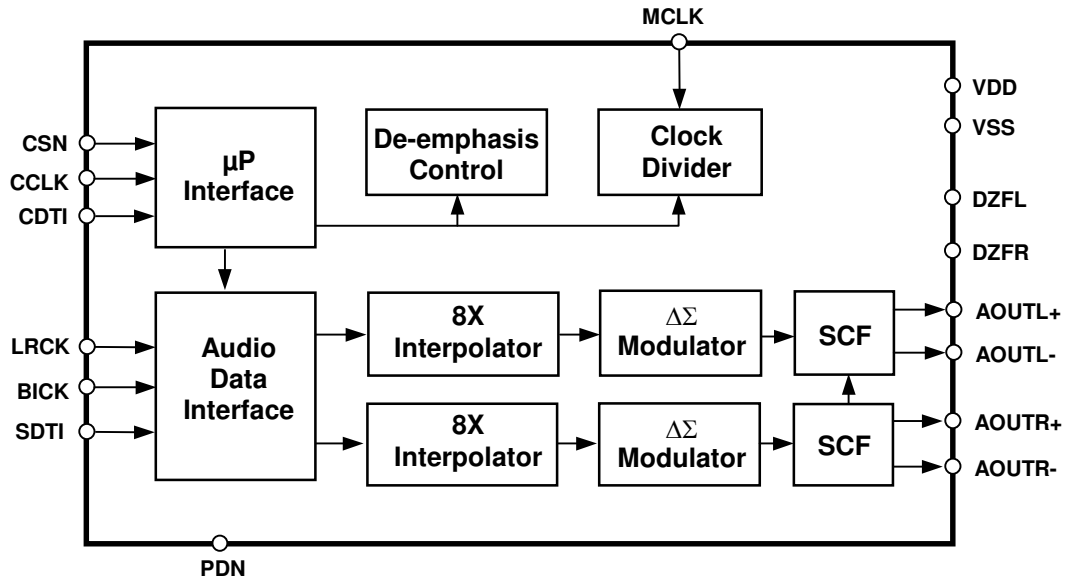 MCLK
VDD
VSS
DZFL
DZFR
CSN
CCLK
CDTI
µP
Interface
De-emphasis
Control
Clock
Divider
LRCK
BICK
SDTI
Audio
Data
Interface
8X
Interpolator
ΔΣ
Modulator
SCF
AOUTL+
AOUTL-
8X
Interpolator
ΔΣ
Modulator
SCF
AOUTR+
AOUTR-
PDN